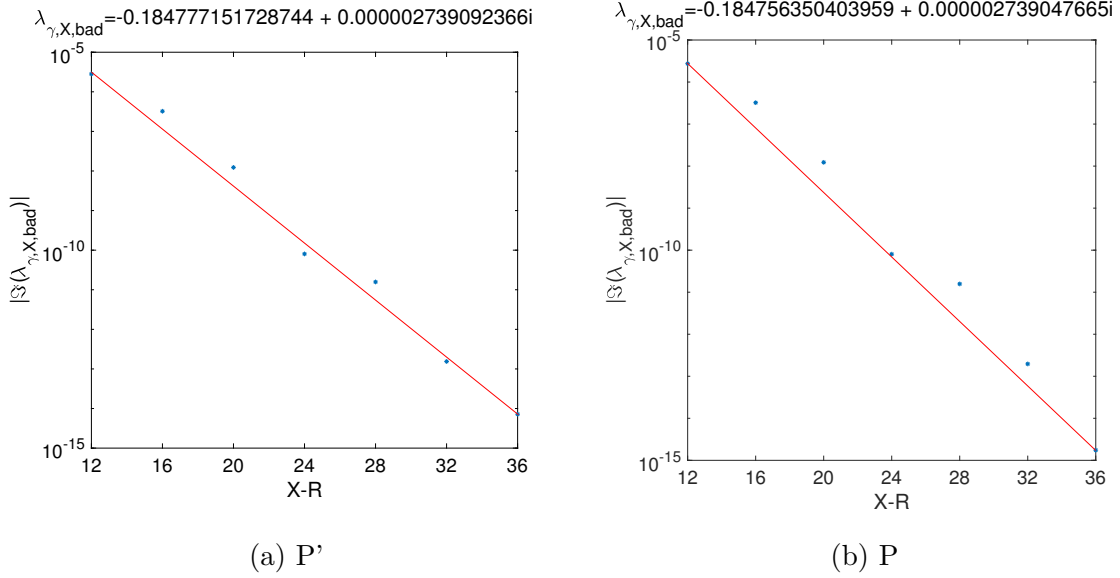 λγ,X,bad=-0.184777151728744 + 0.000002739092366i
10-5
10-10
10-15
|ℑ(λγ,X,bad)|
12 16 20 24 28 32 36
X-R
(a) P'
λγ,X,bad=-0.184756350403959 + 0.000002739047665i
10-5
10-10
10-15
|ℑ(λγ,X,bad)|
12 16 20 24 28 32 36
X-R
(b) P